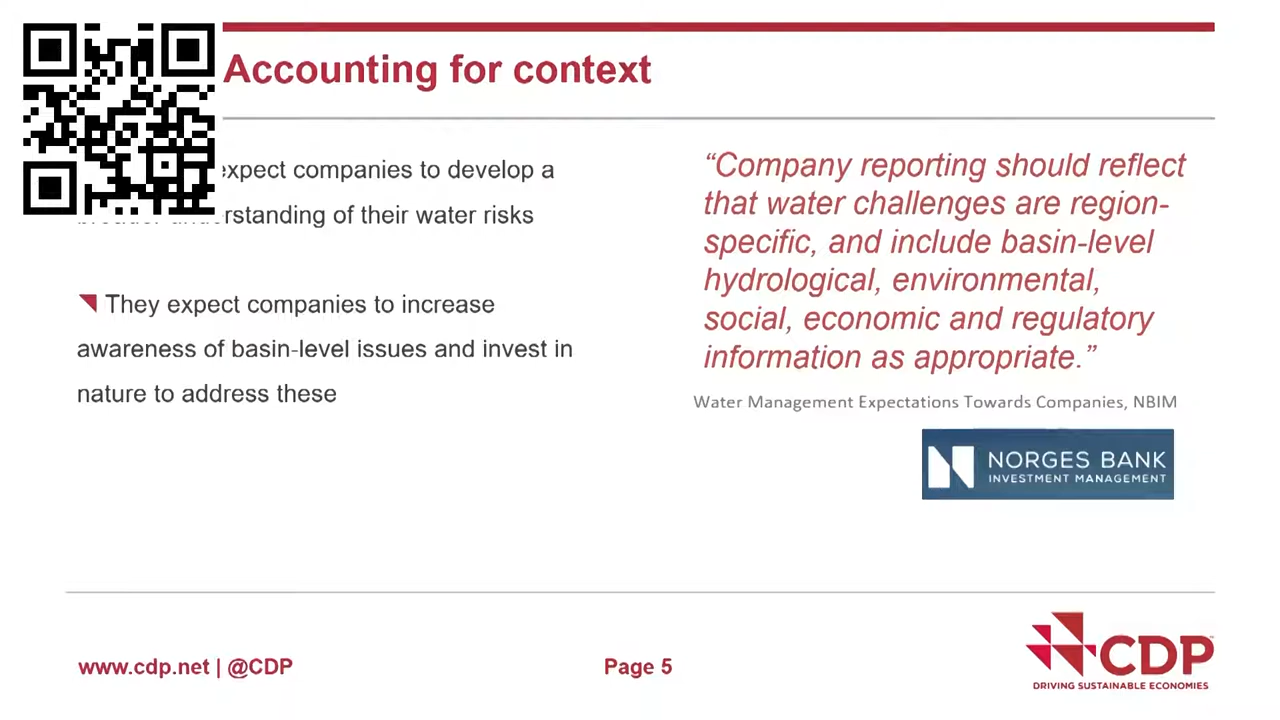 Accounting for context
expect companies to develop a
understanding of their water risks
They expect companies to increase
awareness of basin-level issues and invest in
nature to address these
“Company reporting should reflect
that water challenges are region-
specific, and include basin-level
hydrological, environmental,
social, economic and regulatory
information as appropriate.”
Water Management Expectations Towards Companies, NBIM
NORGES BANK
INVESTMENT MANAGEMENT
www.cdp.net | @CDP
Page 5
CDP
DRIVING SUSTAINABLE ECONOMIES